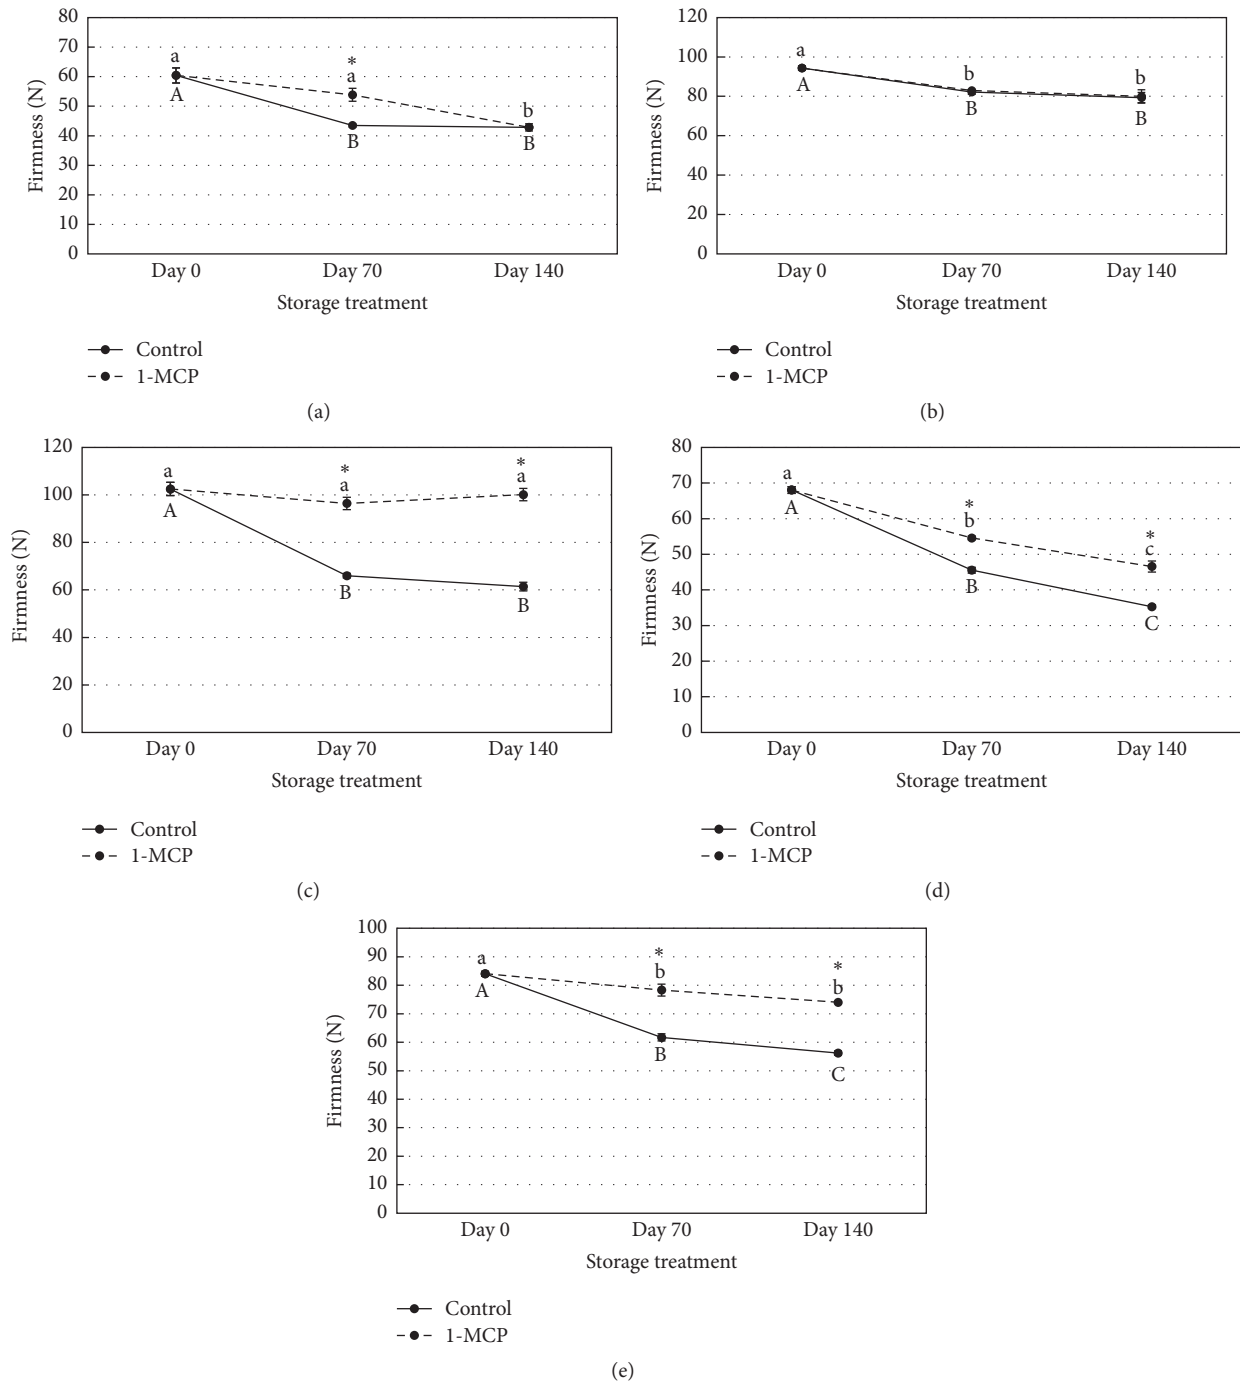 80
70
60
50
40
30
20
10
0
Firmness (N)
a
A
*
a
B
b
B
Day 0 Day 70 Day 140
Storage treatment
Control
1-MCP
(a)
120
100
80
60
40
20
0
Firmness (N)
a
A
b
B
b
B
Day 0 Day 70 Day 140
Storage treatment
Control
1-MCP
(b)
120
100
80
60
40
20
0
Firmness (N)
a
A
*
a
B
*
a
B
Day 0 Day 70 Day 140
Storage treatment
Control
1-MCP
(c)
80
70
60
50
40
30
20
10
0
Firmness (N)
a
A
*
b
B
*
c
C
Day 0 Day 70 Day 140
Storage treatment
Control
1-MCP
(d)
100
90
80
70
60
50
40
30
20
10
0
Firmness (N)
a
A
*
b
B
*
b
C
Day 0 Day 70 Day 140
Storage treatment
Control
1-MCP
(e)